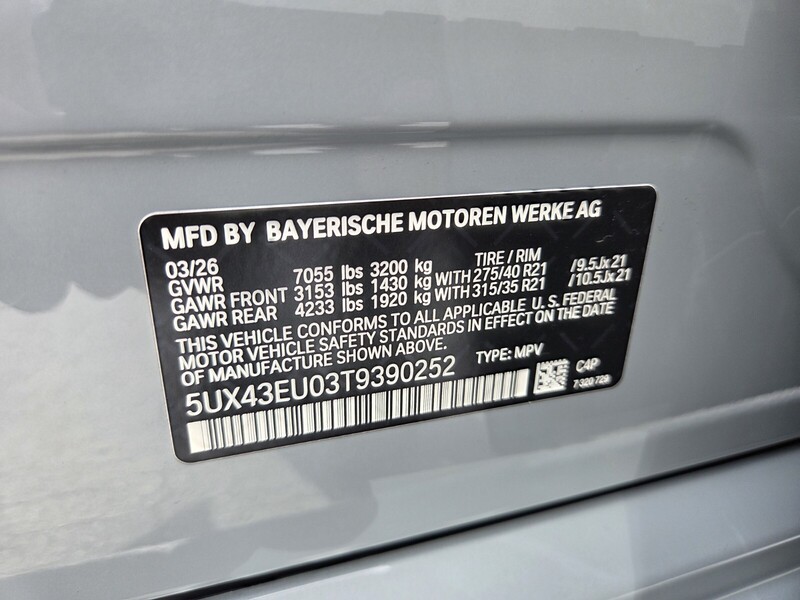 MFD BY BAYERISCHE MOTOREN WERKE AG
03/26 TIRE / RIM
GVWR 7055 lbs 3200 kg
GAWR FRONT 3153 lbs 1430 kg WITH 275/40 R21 /9.5Jx21
GAWR REAR 4233 lbs 1920 kg WITH 315/35 R21 /10.5Jx21
THIS VEHICLE CONFORMS TO ALL APPLICABLE U.S. FEDERAL
MOTOR VEHICLE SAFETY STANDARDS IN EFFECT ON THE DATE
OF MANUFACTURE SHOWN ABOVE.
TYPE: MPV
5UX43EU03T9390252
C4P
7 320 729